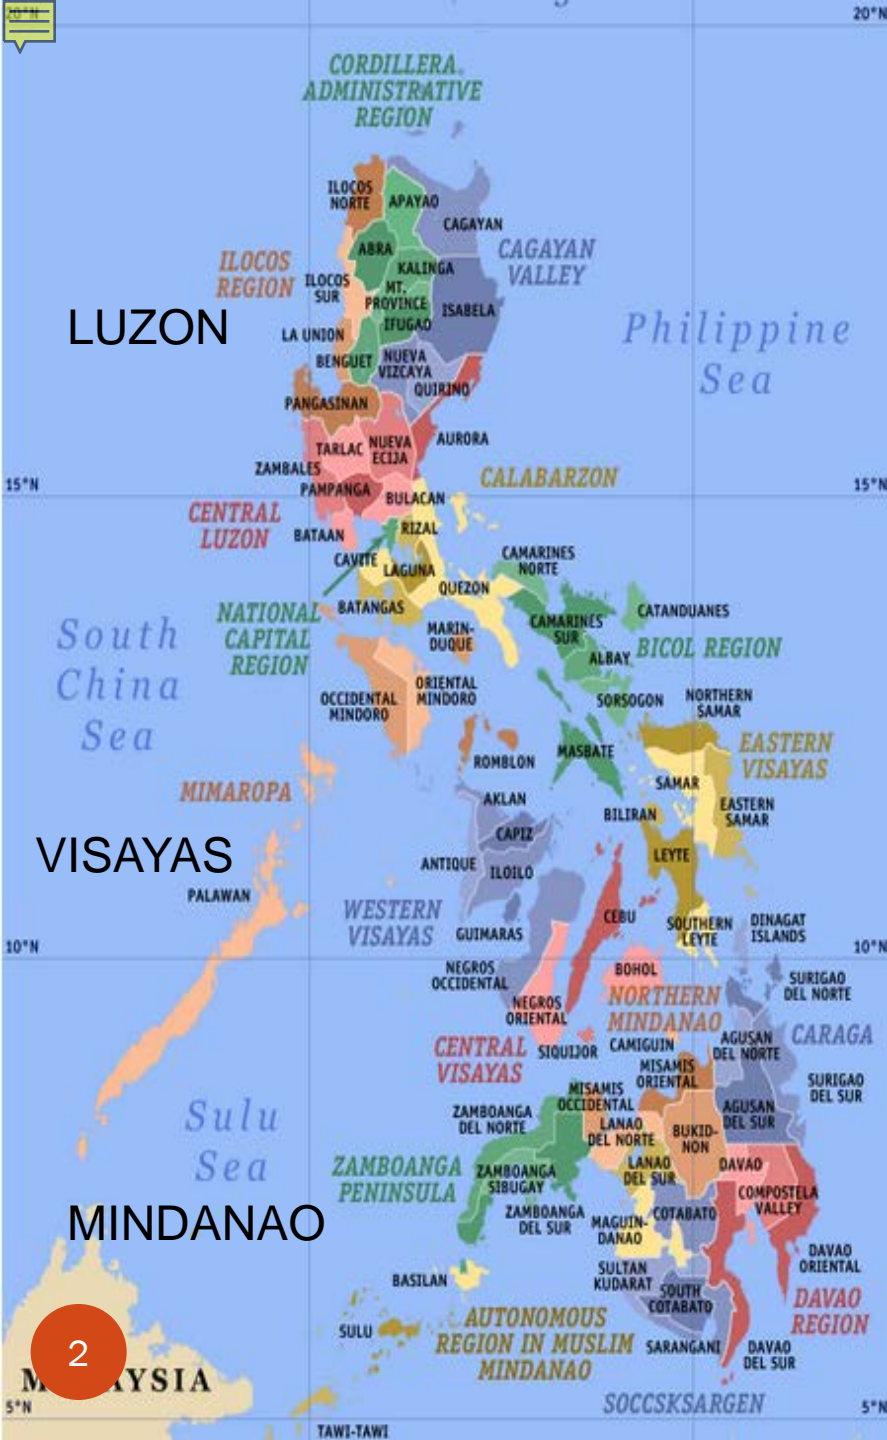 20°N
20°N
CORDILLERA
ADMINISTRATIVE
REGION
ILOCOS
NORTE
APAYAO
CAGAYAN
ABRA
CAGAYAN
VALLEY
ILOCOS
REGION
KALINGA
ILOCOS
SUR
MT.
PROVINCE
ISABELA
LUZON
IFUGAO
Philippine
Sea
LA UNION
BENGUET
NUEVA
VIZCAYA
QUIRINO
PANGASINAN
AURORA
TARLAC
NUEVA
ECIJA
ZAMBALES
15°N
PAMPANGA
BULACAN
CALABARZON
15°N
CENTRAL
LUZON
BATAAN
RIZAL
CAVITE
LAGUNA
CAMARINES
NORTE
QUEZON
NATIONAL
CAPITAL
REGION
BATANGAS
CATANDUANES
South
China
Sea
MARIN-
DUQUE
CAMARINES
SUR
BICOL REGION
ALBAY
OCCIDENTAL
MINDORO
ORIENTAL
MINDORO
SORSOGON
NORTHERN
SAMAR
ROMBLON
MASBATE
EASTERN
VISAYAS
MIMAROPA
SAMAR
AKLAN
BILIRAN
EASTERN
SAMAR
CAPIZ
VISAYAS
ANTIQUE
ILOILO
LEYTE
PALAWAN
WESTERN
VISAYAS
GUIMARAS
CEBU
SOUTHERN
LEYTE
DINAGAT
ISLANDS
10°N
10°N
NEGROS
OCCIDENTAL
BOHOL
SURIGAO
DEL NORTE
NEGROS
ORIENTAL
NORTHERN
MINDANAO
CENTRAL
VISAYAS
SIQUIJOR
CAMIGUIN
AGUSAN
DEL NORTE
CARAGA
MISAMIS
ORIENTAL
SURIGAO
DEL SUR
Sulu
Sea
ZAMBOANGA
DEL NORTE
MISAMIS
OCCIDENTAL
AGUSAN
DEL SUR
LANAO
DEL NORTE
BUKID-
NON
ZAMBOANGA
PENINSULA
ZAMBOANGA
SIBUGAY
LANAO
DEL SUR
DAVAO
COMPOSTELA
VALLEY
MINDANAO
ZAMBOANGA
DEL SUR
MAGUIN-
DANAO
COTABATO
DAVAO
ORIENTAL
BASILAN
SULTAN
KUDARAT
SOUTH
COTABATO
DAVAO
REGION
SULU
AUTONOMOUS
REGION IN MUSLIM
MINDANAO
SARANGANI
DAVAO
DEL SUR
2
M
AYSIA
SOCCSKSARGEN
5°N
5°N
TAWI-TAWI